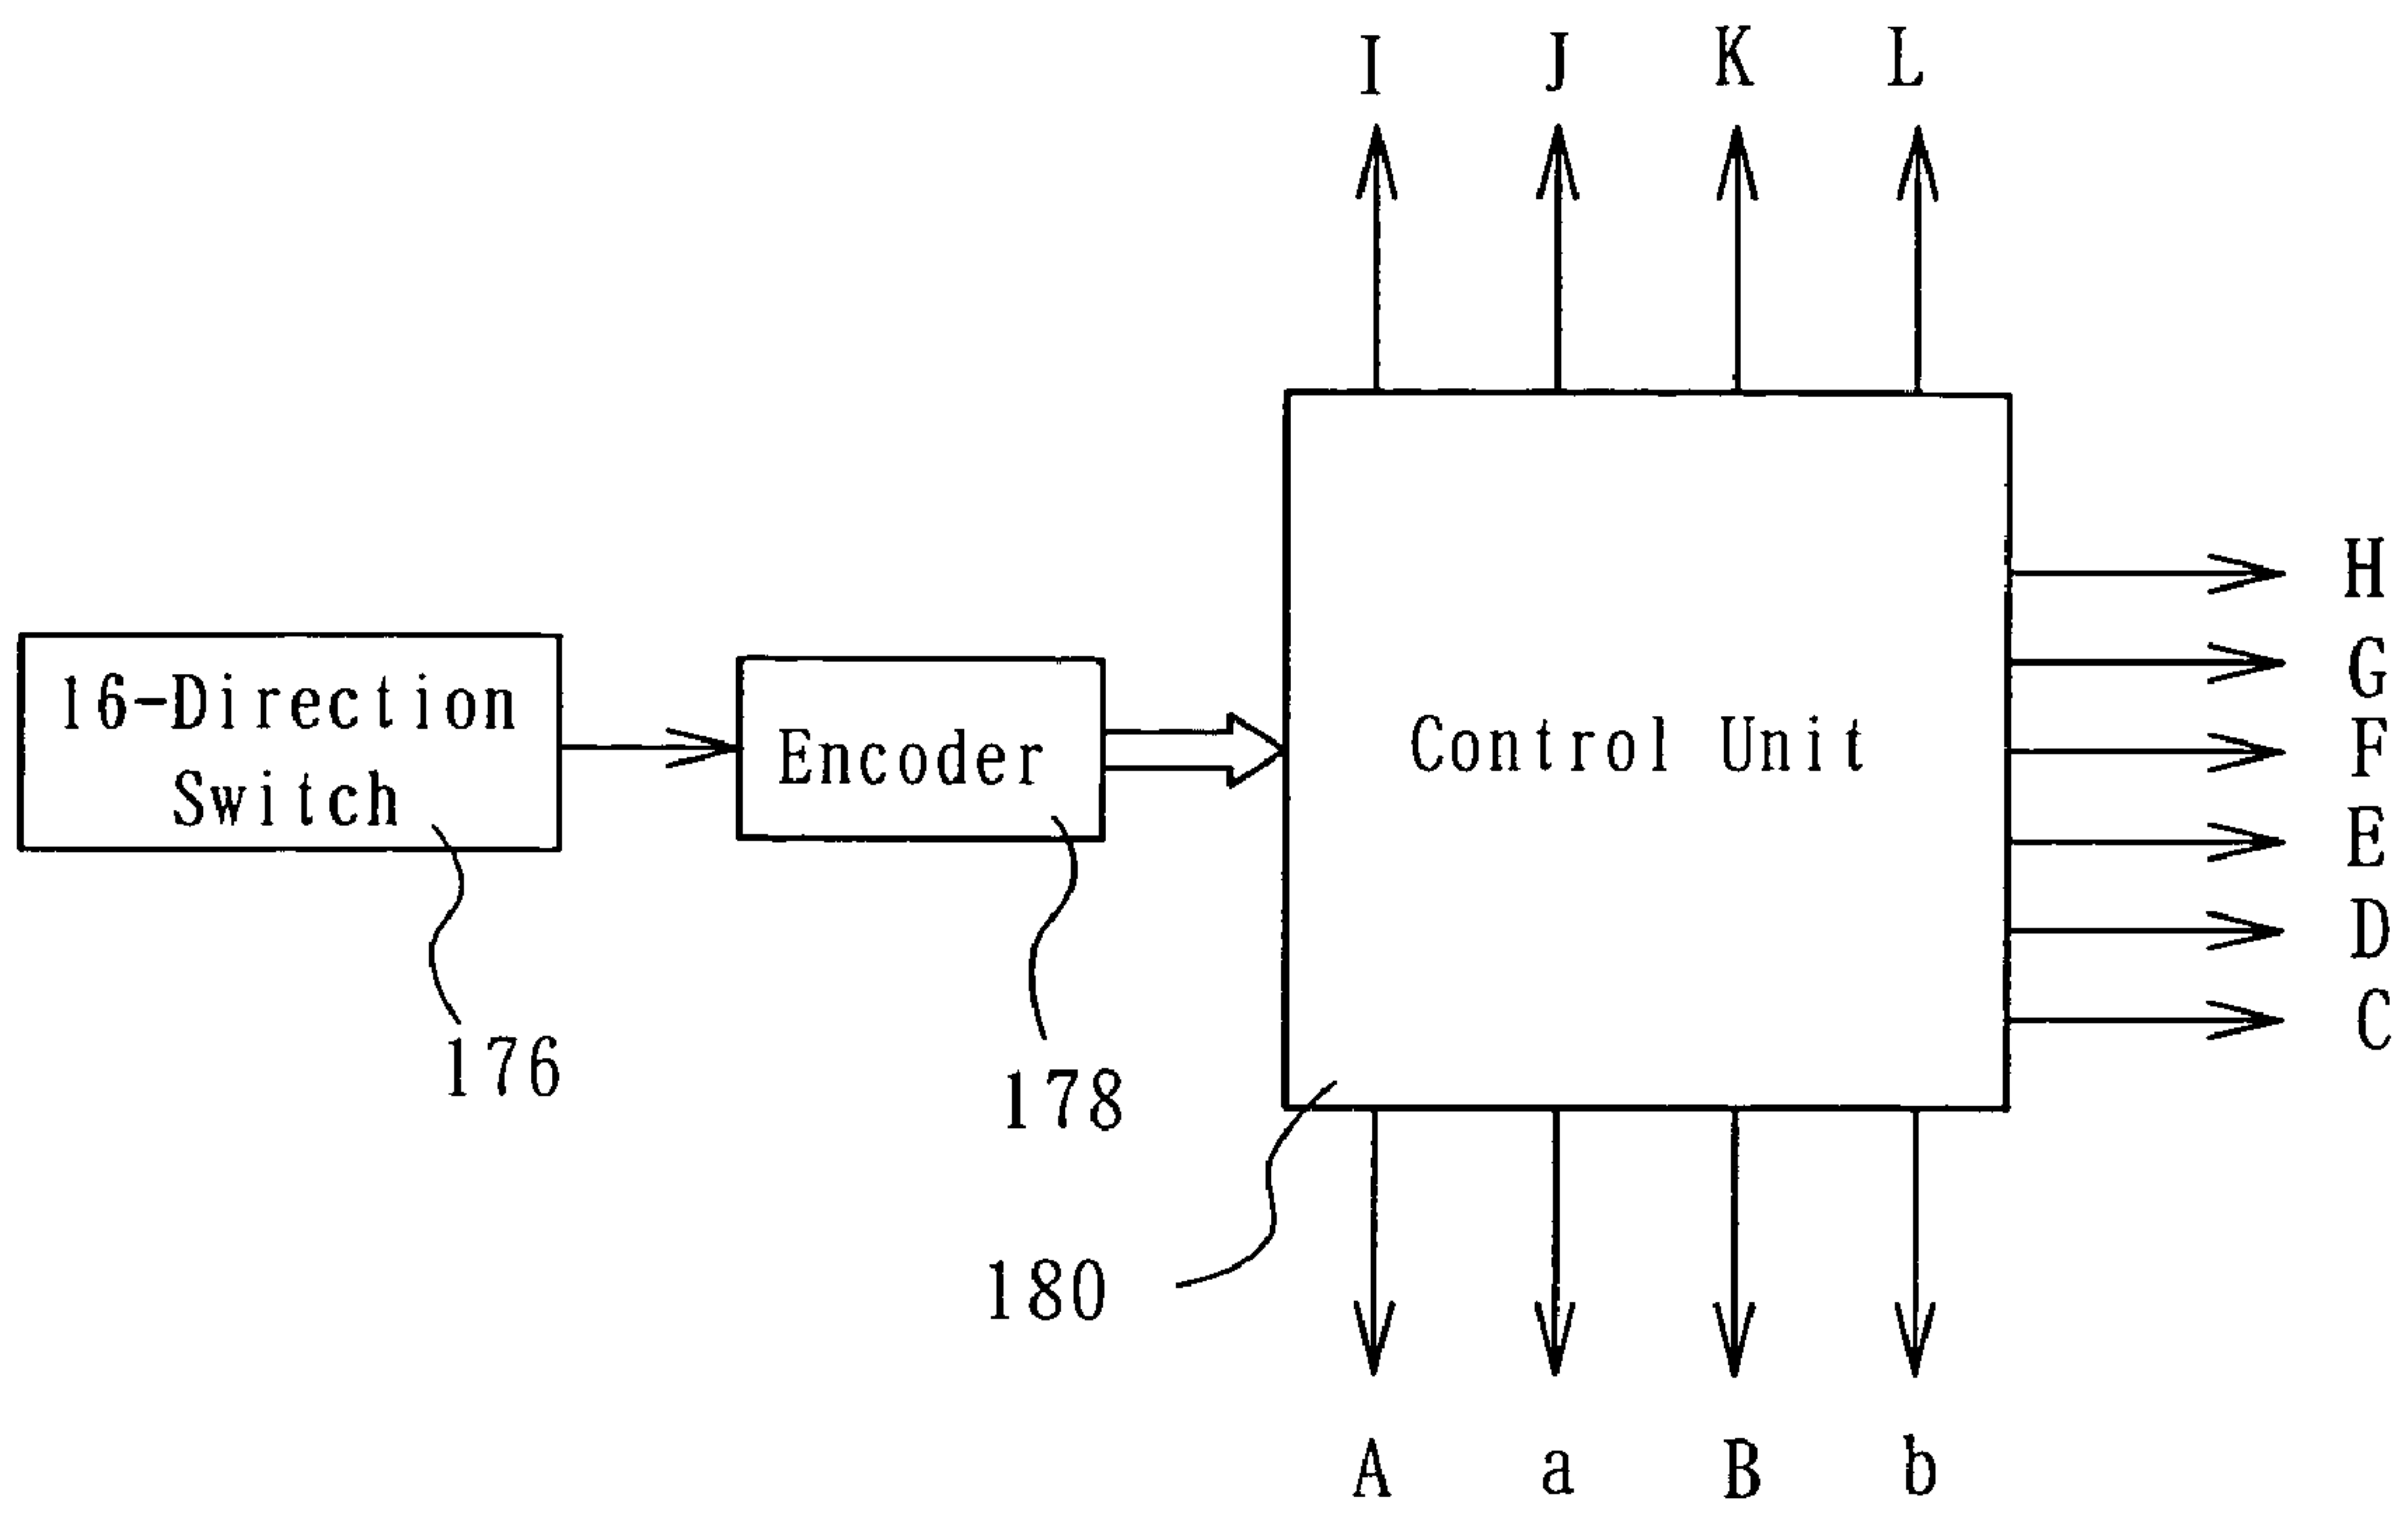 I J K L
H
G
16-Direction
Switch
Encoder
Control Unit
F
E
D
C
176
178
180
A a B b